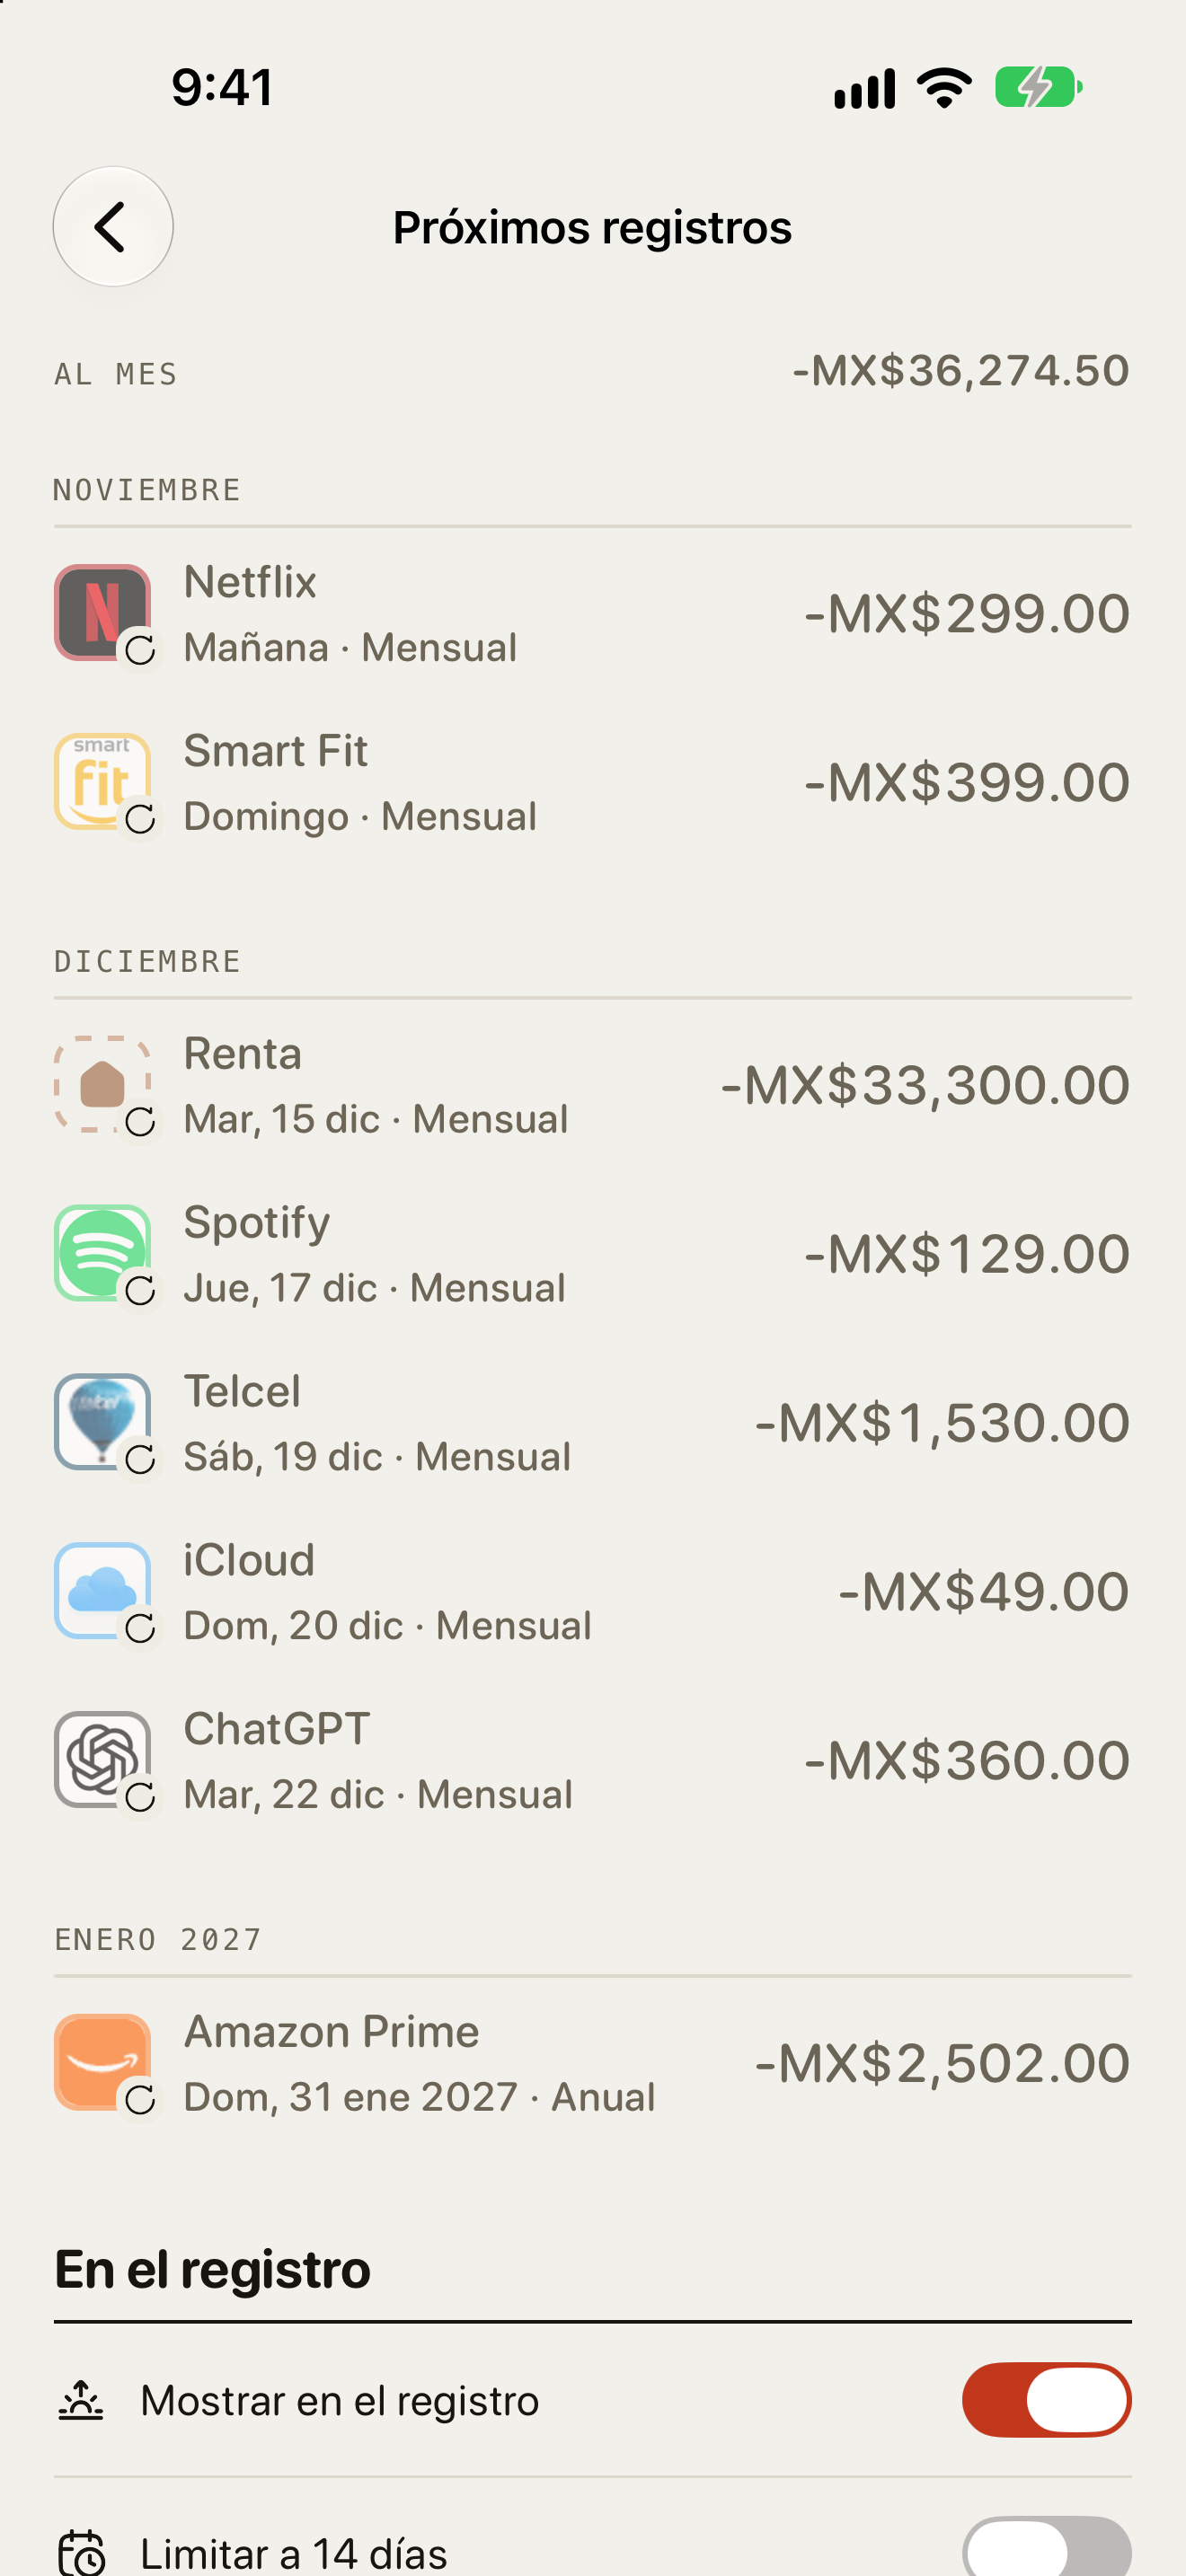 9:41
Próximos registros
AL MES
-MX$36,274.50
NOVIEMBRE
Netflix
-MX$299.00
Mañana · Mensual
smart
fit
Smart Fit
-MX$399.00
Domingo · Mensual
DICIEMBRE
Renta
-MX$33,300.00
Mar, 15 dic · Mensual
Spotify
-MX$129.00
Jue, 17 dic · Mensual
telcel
Telcel
-MX$1,530.00
Sáb, 19 dic · Mensual
iCloud
-MX$49.00
Dom, 20 dic · Mensual
ChatGPT
-MX$360.00
Mar, 22 dic · Mensual
ENERO 2027
Amazon Prime
-MX$2,502.00
Dom, 31 ene 2027 · Anual
En el registro
Mostrar en el registro
Limitar a 14 días